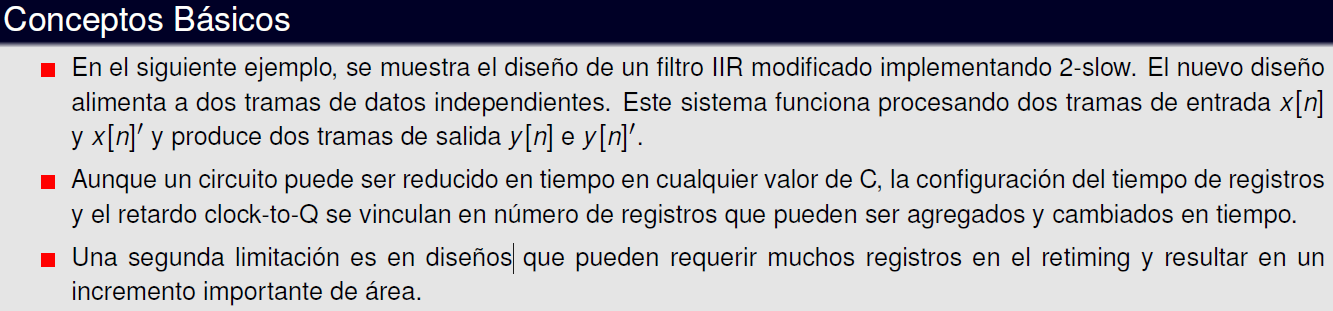 Conceptos Básicos
En el siguiente ejemplo, se muestra el diseño de un filtro IIR modificado implementando 2-slow. El nuevo diseño
alimenta a dos tramas de datos independientes. Este sistema funciona procesando dos tramas de entrada x[n]
y x[n]′ y produce dos tramas de salida y[n] e y[n]′.
Aunque un circuito puede ser reducido en tiempo en cualquier valor de C, la configuración del tiempo de registros
y el retardo clock-to-Q se vinculan en número de registros que pueden ser agregados y cambiados en tiempo.
Una segunda limitación es en diseños que pueden requerir muchos registros en el retiming y resultar en un
incremento importante de área.